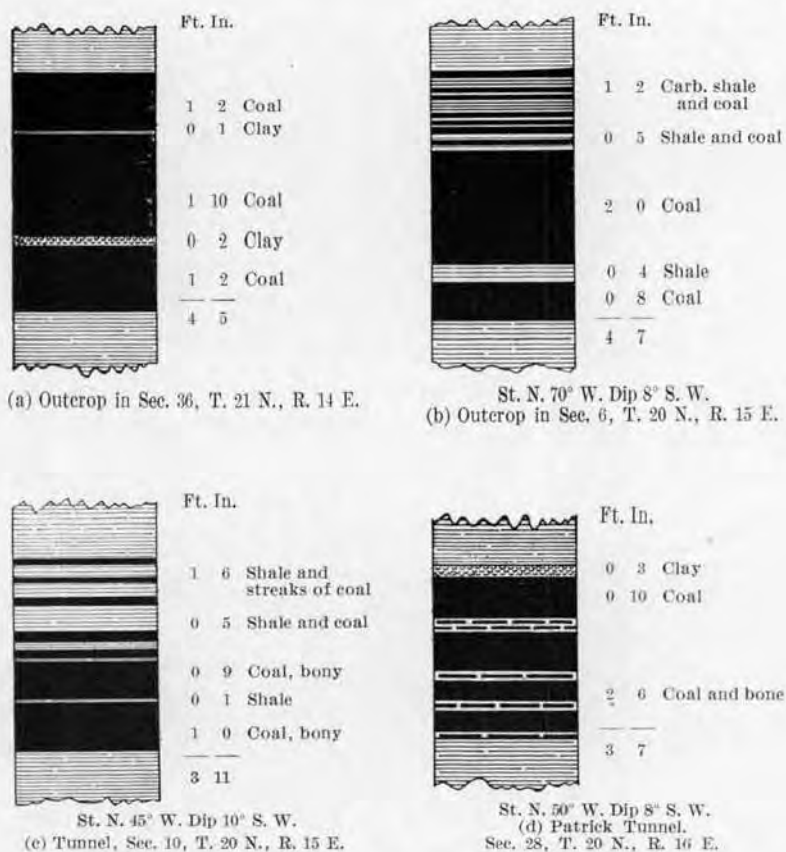 Ft. In.
1 2 Coal
0 1 Clay
1 10 Coal
0 2 Clay
1 2 Coal
4 5
(a) Outcrop in Sec. 36, T. 21 N., R. 14 E.
Ft. In.
1 2 Carb. shale
and coal
0 5 Shale and coal
2 0 Coal
0 4 Shale
0 8 Coal
4 7
St. N. 70° W. Dip 8° S. W.
(b) Outcrop in Sec. 6, T. 20 N., R. 15 E.
Ft. In.
1 6 Shale and
streaks of coal
0 5 Shale and coal
0 9 Coal, bony
0 1 Shale
1 0 Coal, bony
3 11
St. N. 45° W. Dip 10° S. W.
(c) Tunnel, Sec. 10, T. 20 N., R. 15 E.
Ft. In.
0 3 Clay
0 10 Coal
2 6 Coal and bone
3 7
St. N. 50° W. Dip 8° S. W.
(d) Patrick Tunnel.
Sec. 28, T. 20 N., R. 16 E.